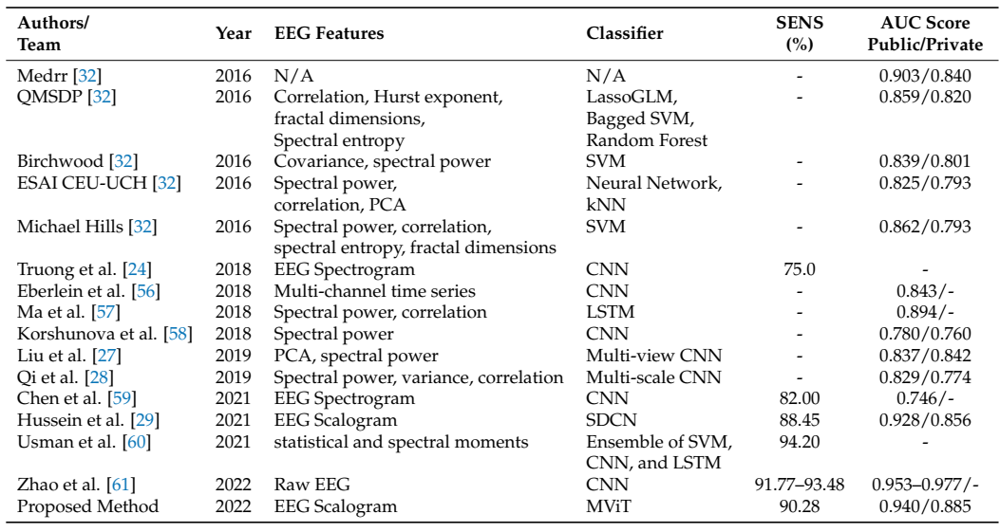 Authors/ Team Year EEG Features Classifier SENS (%) AUC Score Public/Private
Medrr [32] 2016 N/A N/A - 0.903/0.840
QMSDP [32] 2016 Correlation, Hurst exponent, LassoGLM, - 0.859/0.820
fractal dimensions, Bagged SVM,
Spectral entropy Random Forest
Birchwood [32] 2016 Covariance, spectral power SVM - 0.839/0.801
ESAI CEU-UCH [32] 2016 Spectral power, Neural Network, - 0.825/0.793
correlation, PCA kNN
Michael Hills [32] 2016 Spectral power, correlation, SVM - 0.862/0.793
spectral entropy, fractal dimensions
Truong et al. [24] 2018 EEG Spectrogram CNN 75.0 -
Eberlein et al. [56] 2018 Multi-channel time series CNN - 0.843/-
Ma et al. [57] 2018 Spectral power, correlation LSTM - 0.894/-
Korshunova et al. [58] 2018 Spectral power CNN - 0.780/0.760
Liu et al. [27] 2019 PCA, spectral power Multi-view CNN - 0.837/0.842
Qi et al. [28] 2019 Spectral power, variance, correlation Multi-scale CNN - 0.829/0.774
Chen et al. [59] 2021 EEG Spectrogram CNN 82.00 0.746/-
Hussein et al. [29] 2021 EEG Scalogram SDCN 88.45 0.928/0.856
Usman et al. [60] 2021 statistical and spectral moments Ensemble of SVM, 94.20 -
CNN, and LSTM
Zhao et al. [61] 2022 Raw EEG CNN 91.77–93.48 0.953–0.977/-
Proposed Method 2022 EEG Scalogram MViT 90.28 0.940/0.885